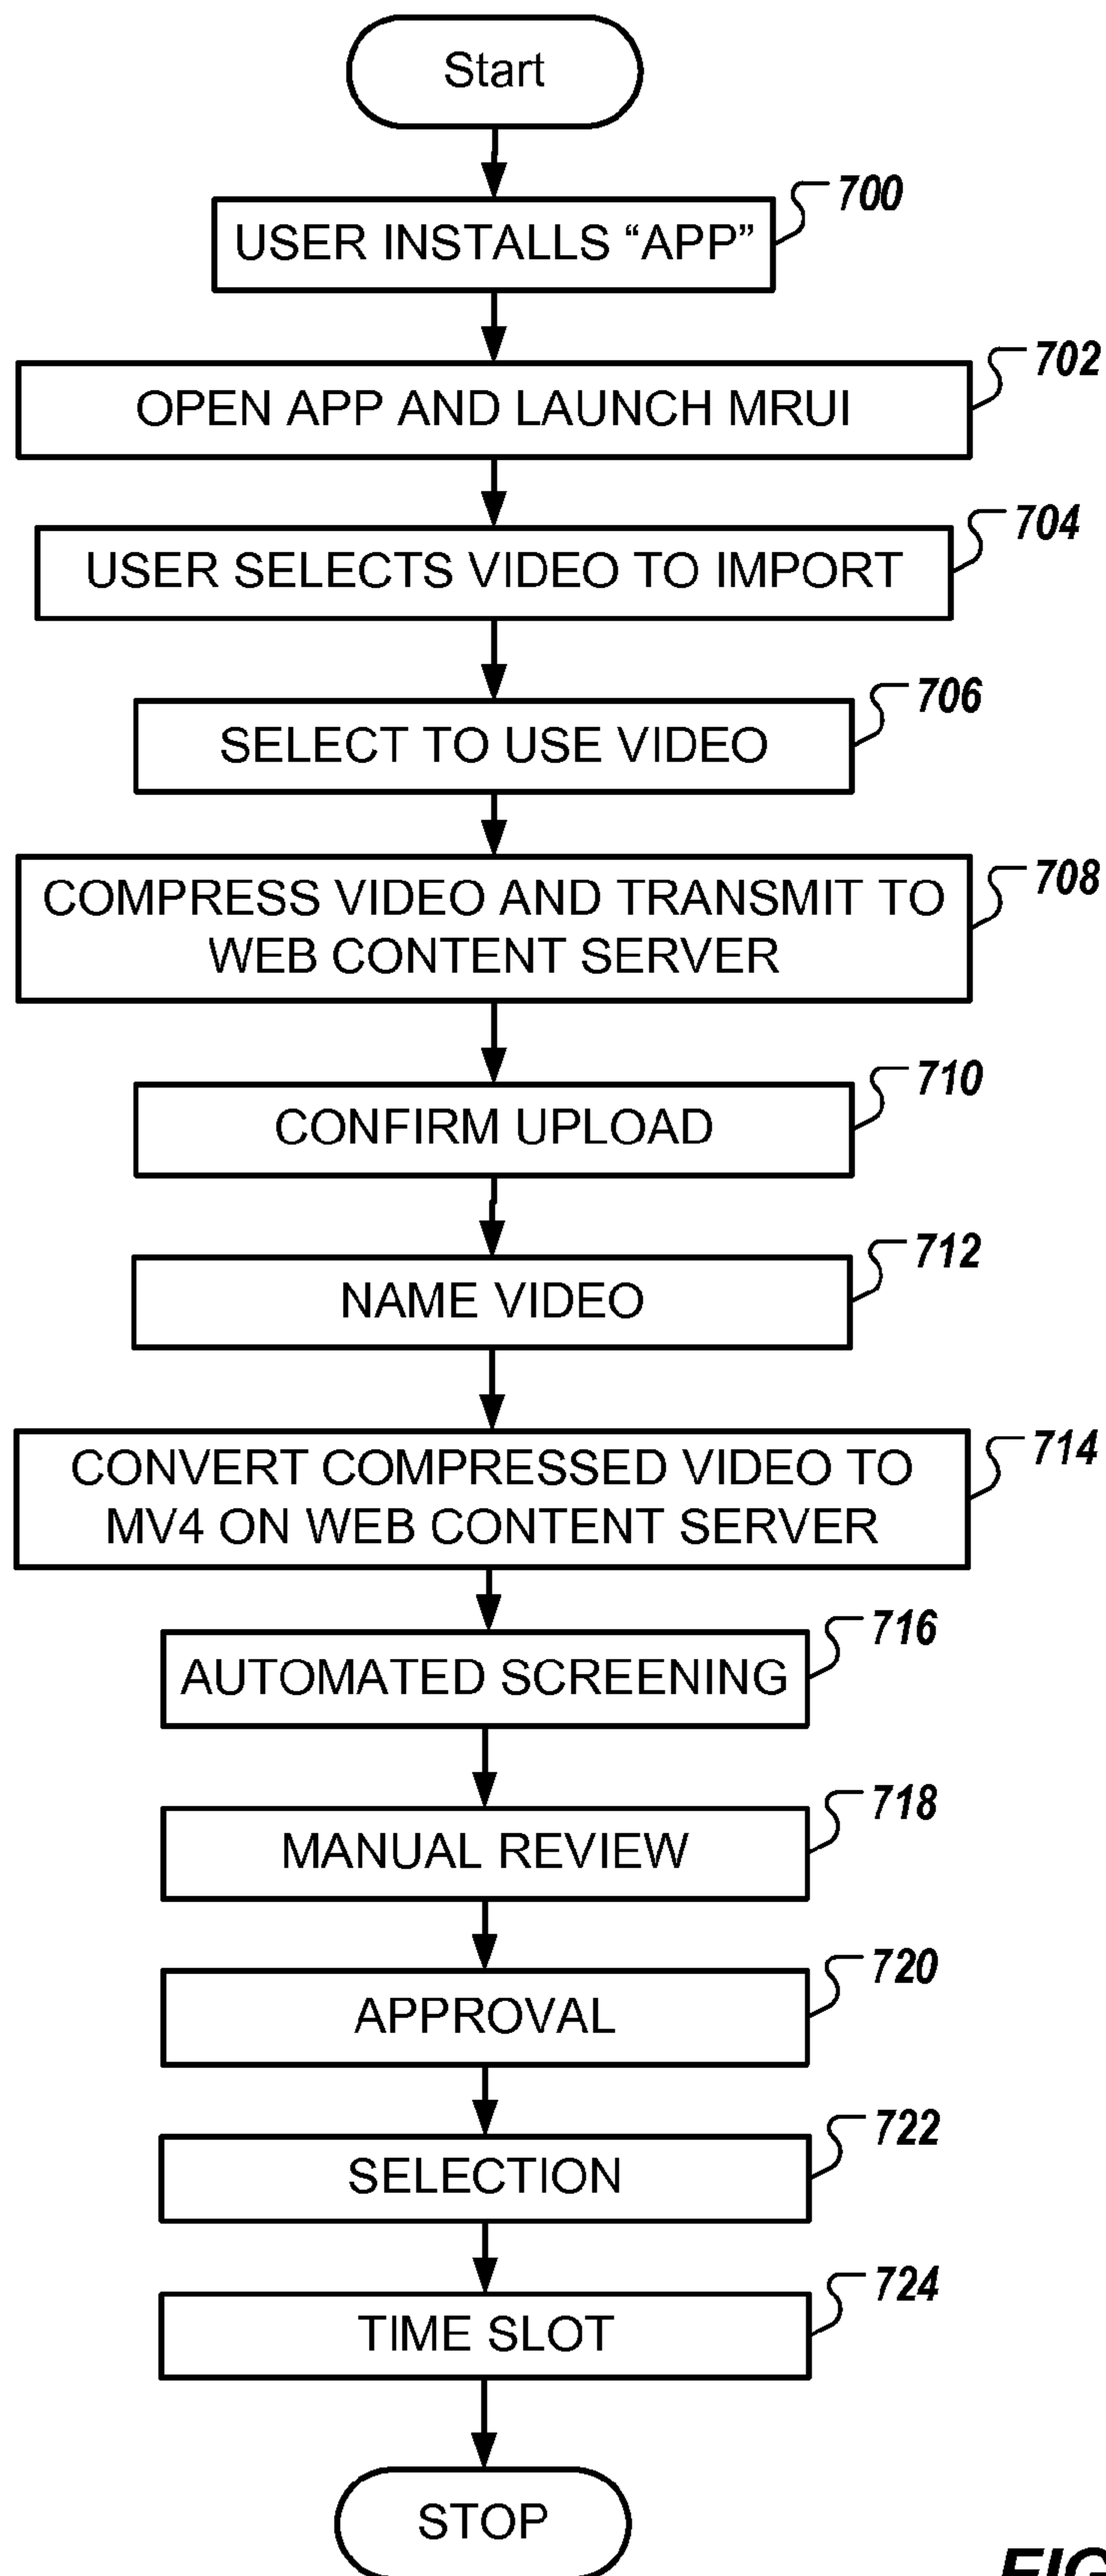 Start
700
USER INSTALLS “APP”
702
OPEN APP AND LAUNCH MRUI
704
USER SELECTS VIDEO TO IMPORT
706
SELECT TO USE VIDEO
708
COMPRESS VIDEO AND TRANSMIT TO
WEB CONTENT SERVER
710
CONFIRM UPLOAD
712
NAME VIDEO
714
CONVERT COMPRESSED VIDEO TO
MV4 ON WEB CONTENT SERVER
716
AUTOMATED SCREENING
718
MANUAL REVIEW
720
APPROVAL
722
SELECTION
724
TIME SLOT
STOP
FIG